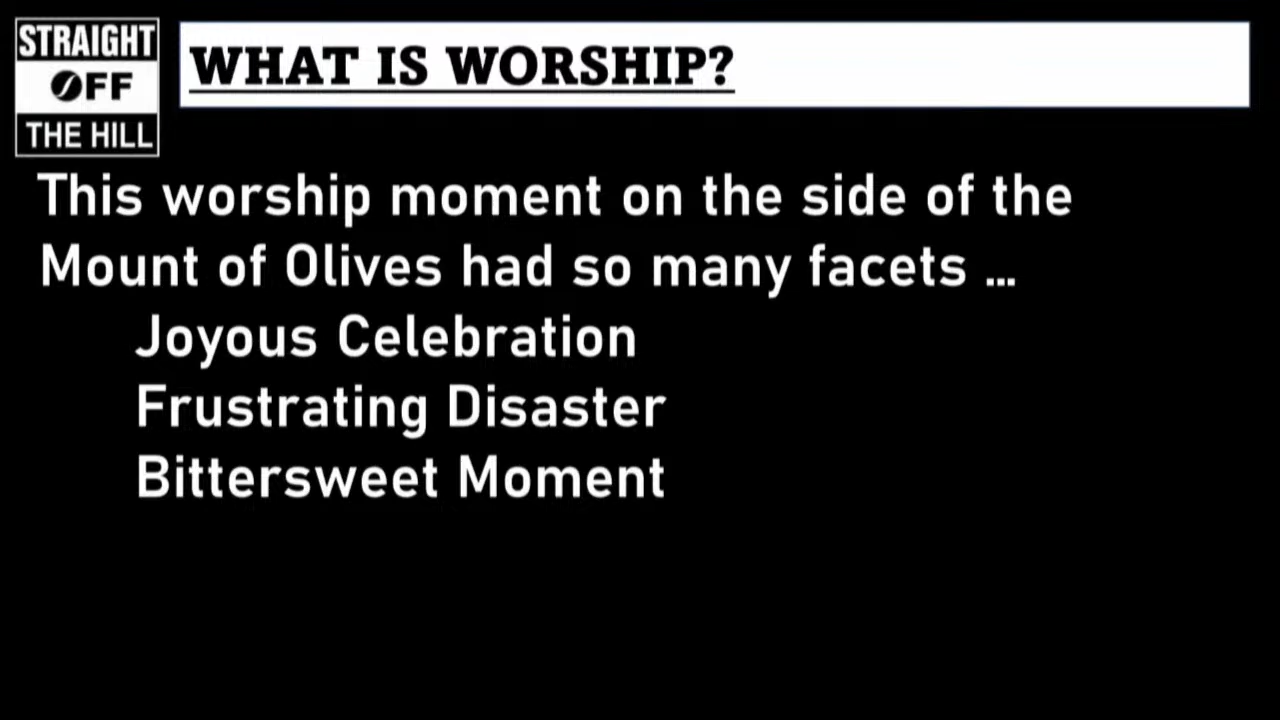 STRAIGHT
OFF
THE HILL
WHAT IS WORSHIP?
This worship moment on the side of the
Mount of Olives had so many facets ...
Joyous Celebration
Frustrating Disaster
Bittersweet Moment